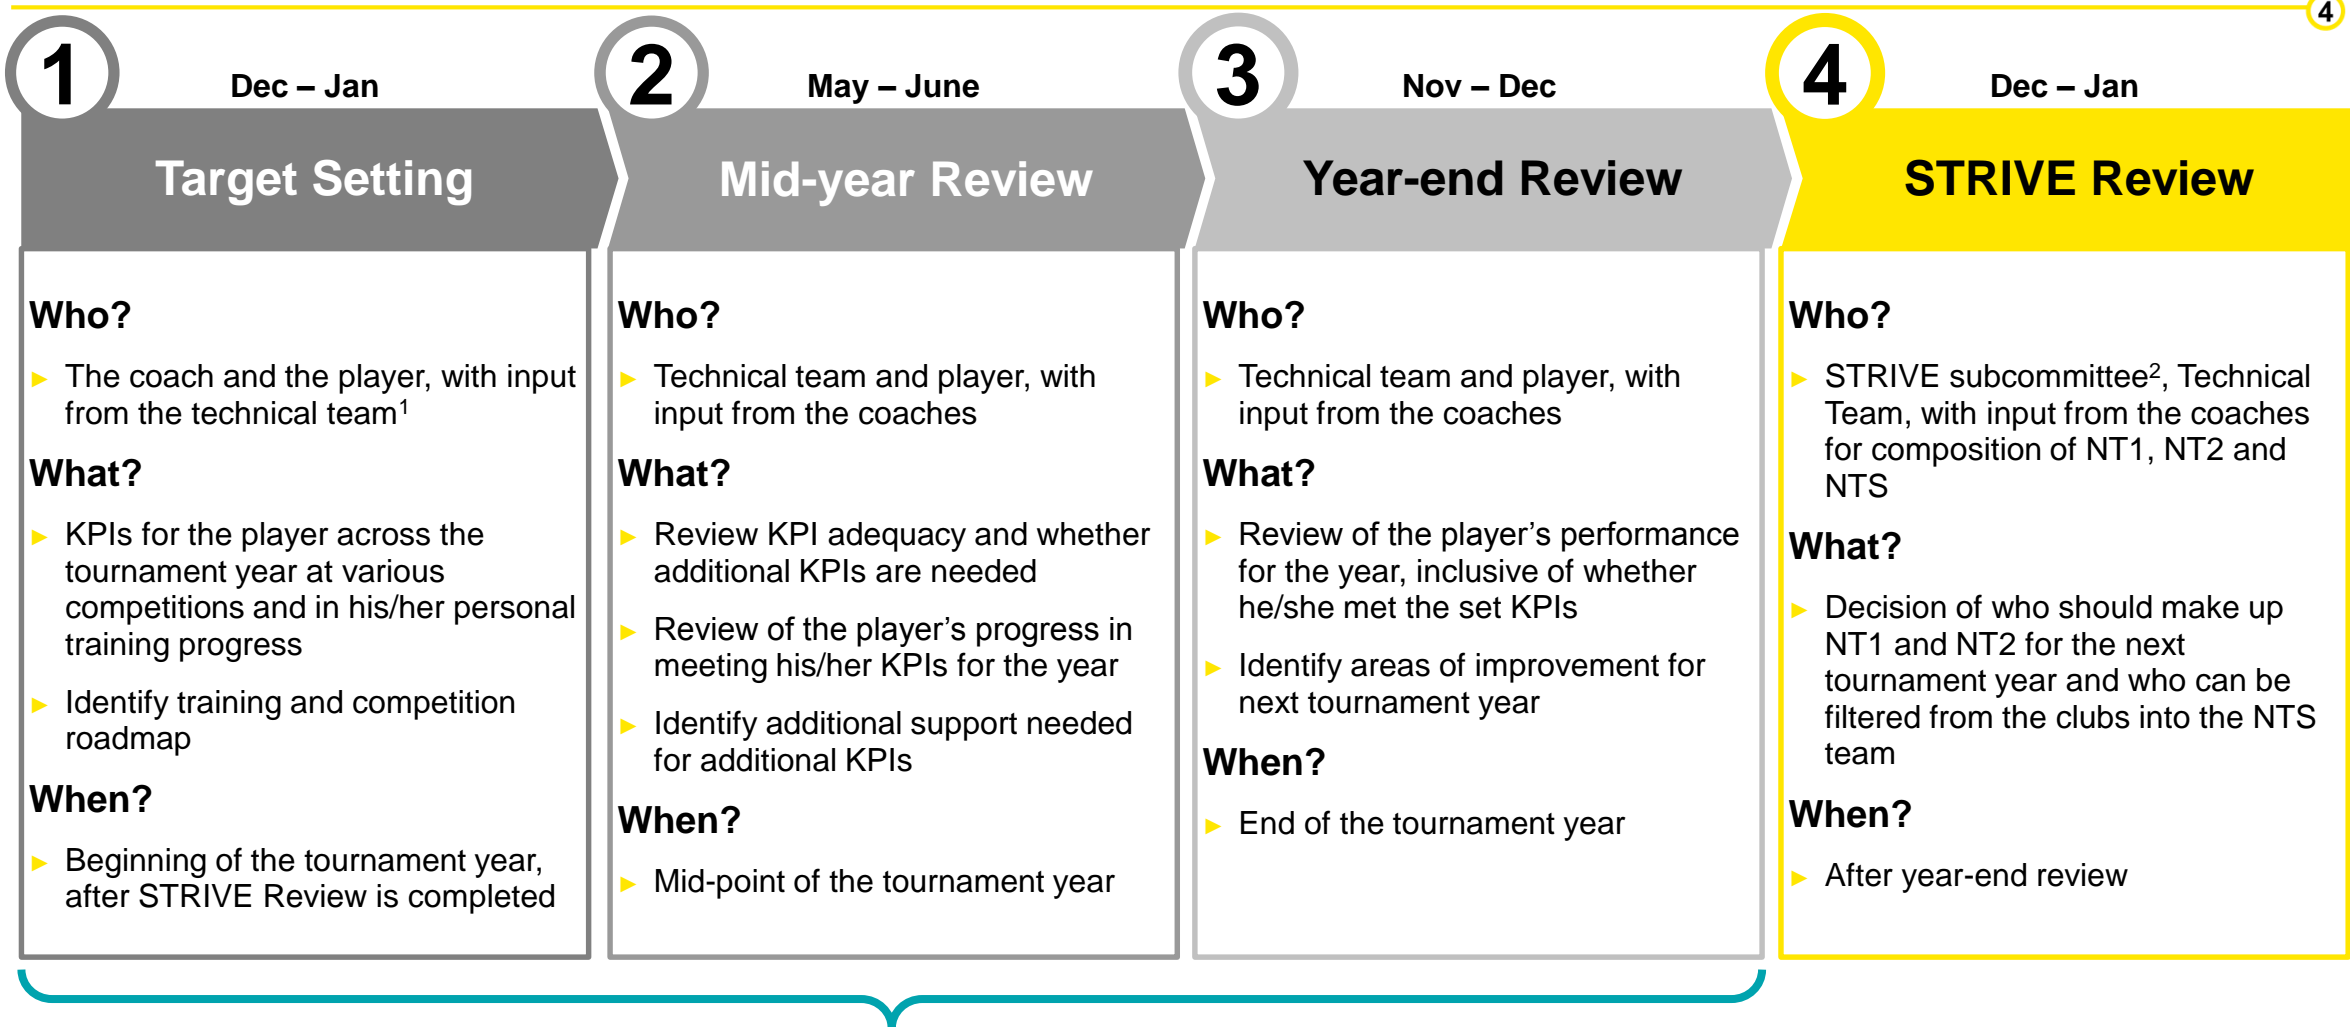 4
1
Dec – Jan
Target Setting
Who?
► The coach and the player, with input
from the technical team¹
What?
► KPIs for the player across the
tournament year at various
competitions and in his/her personal
training progress
► Identify training and competition
roadmap
When?
► Beginning of the tournament year,
after STRIVE Review is completed
2
May – June
Mid-year Review
Who?
► Technical team and player, with
input from the coaches
What?
► Review KPI adequacy and whether
additional KPIs are needed
► Review of the player’s progress in
meeting his/her KPIs for the year
► Identify additional support needed
for additional KPIs
When?
► Mid-point of the tournament year
3
Nov – Dec
Year-end Review
Who?
► Technical team and player, with
input from the coaches
What?
► Review of the player’s performance
for the year, inclusive of whether
he/she met the set KPIs
► Identify areas of improvement for
next tournament year
When?
► End of the tournament year
4
Dec – Jan
STRIVE Review
Who?
► STRIVE subcommittee², Technical
Team, with input from the coaches
for composition of NT1, NT2 and
NTS
What?
► Decision of who should make up
NT1 and NT2 for the next
tournament year and who can be
filtered from the clubs into the NTS
team
When?
► After year-end review